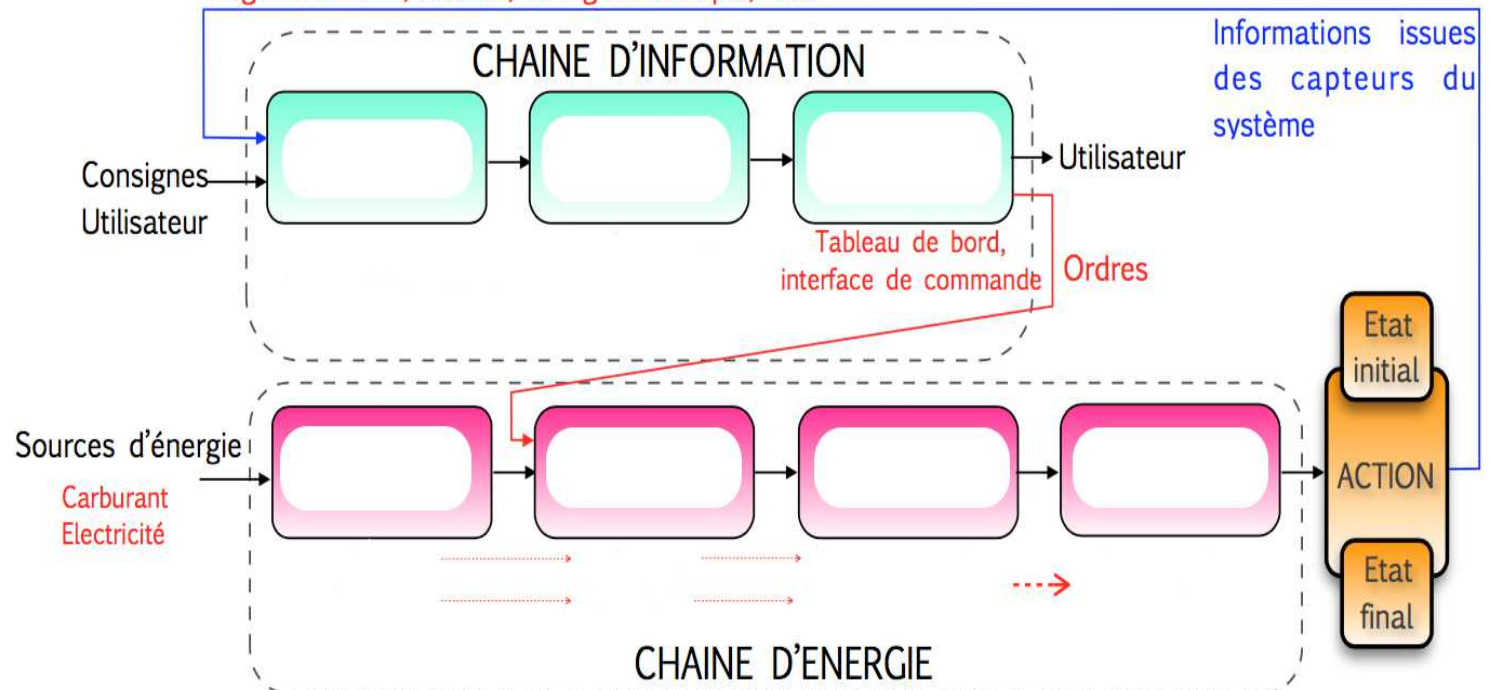 Informations issues
des capteurs du
système
CHAINE D'INFORMATION
Consignes
Utilisateur
Utilisateur
Tableau de bord,
interface de commande
Ordres
Sources d'énergie
Carburant
Electricité
Etat
initial
ACTION
Etat
final
CHAINE D'ENERGIE